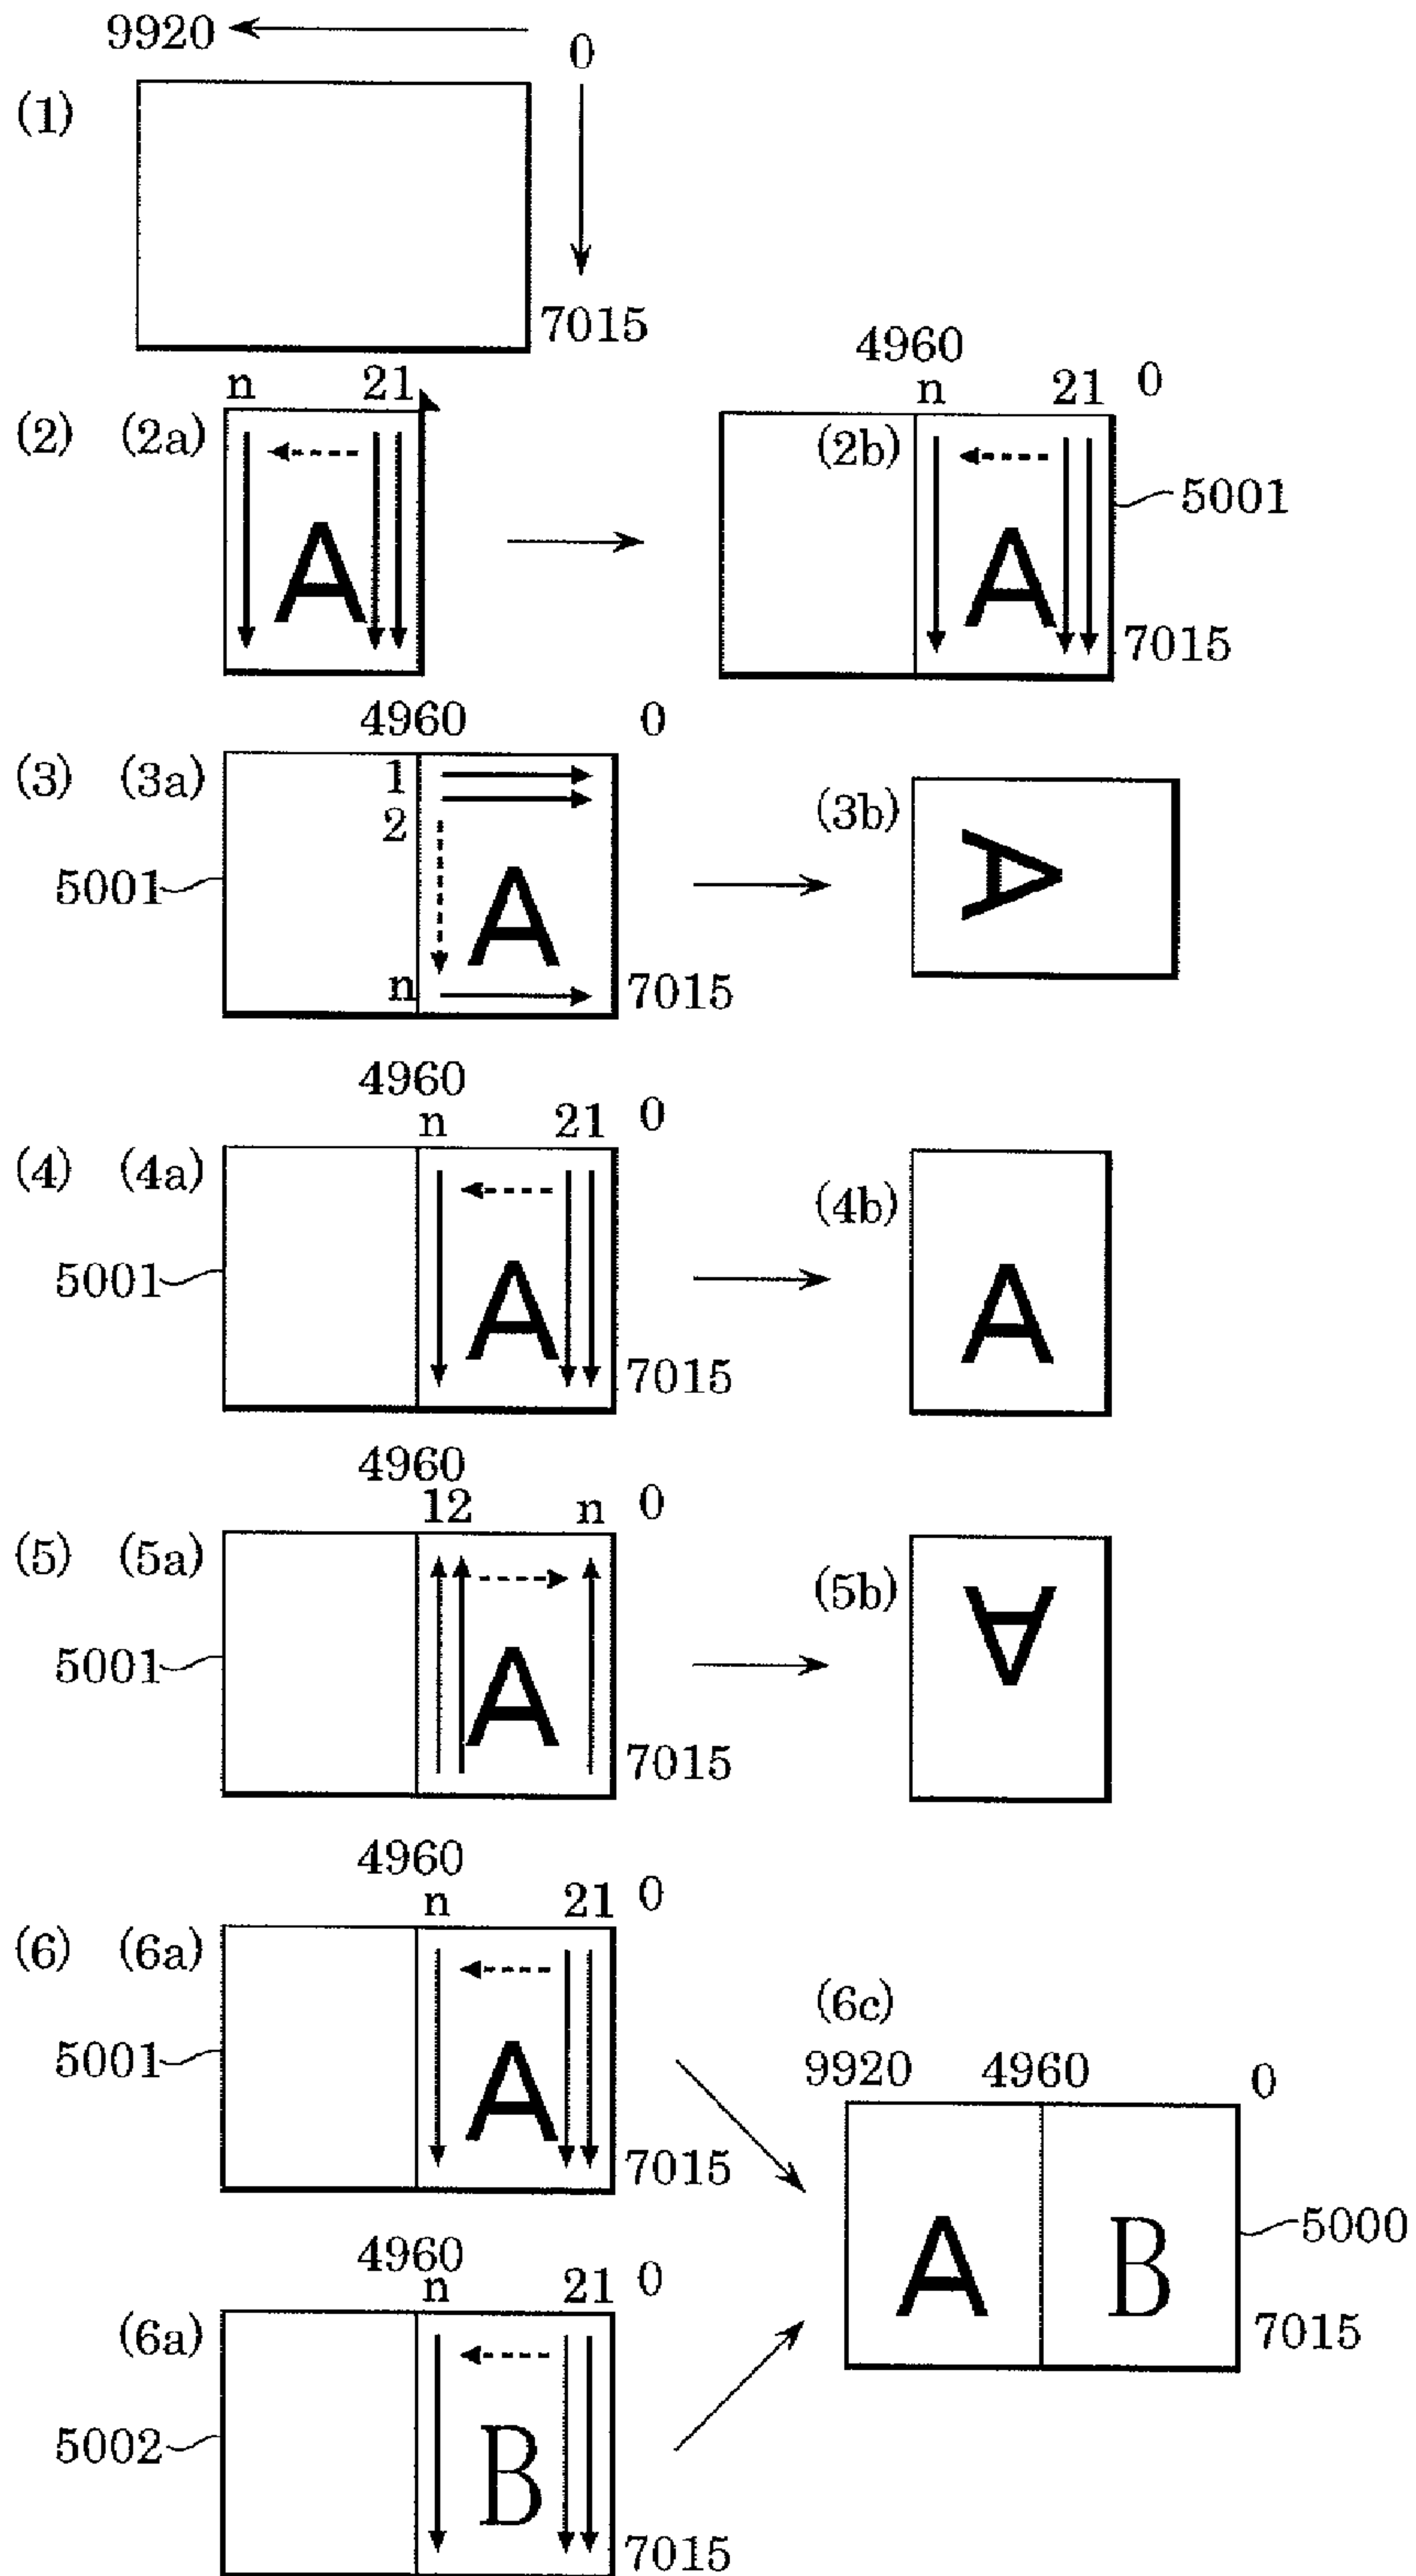 9920 0
(1)
7015
n 21
4960
n 21 0
(2) (2a) (2b)
5001
A A
7015
4960 0
(3) (3a) 1 (3b)
2
5001 A A
n 7015
4960
n 21 0
(4) (4a) (4b)
5001 A A
7015
4960
12 n 0
(5) (5a) (5b)
5001 A A
7015
4960
n 21 0
(6) (6a) (6c)
5001 9920 4960 0
A
7015
A B 5000
4960
n 21 0
(6a) 7015
5002 B
7015